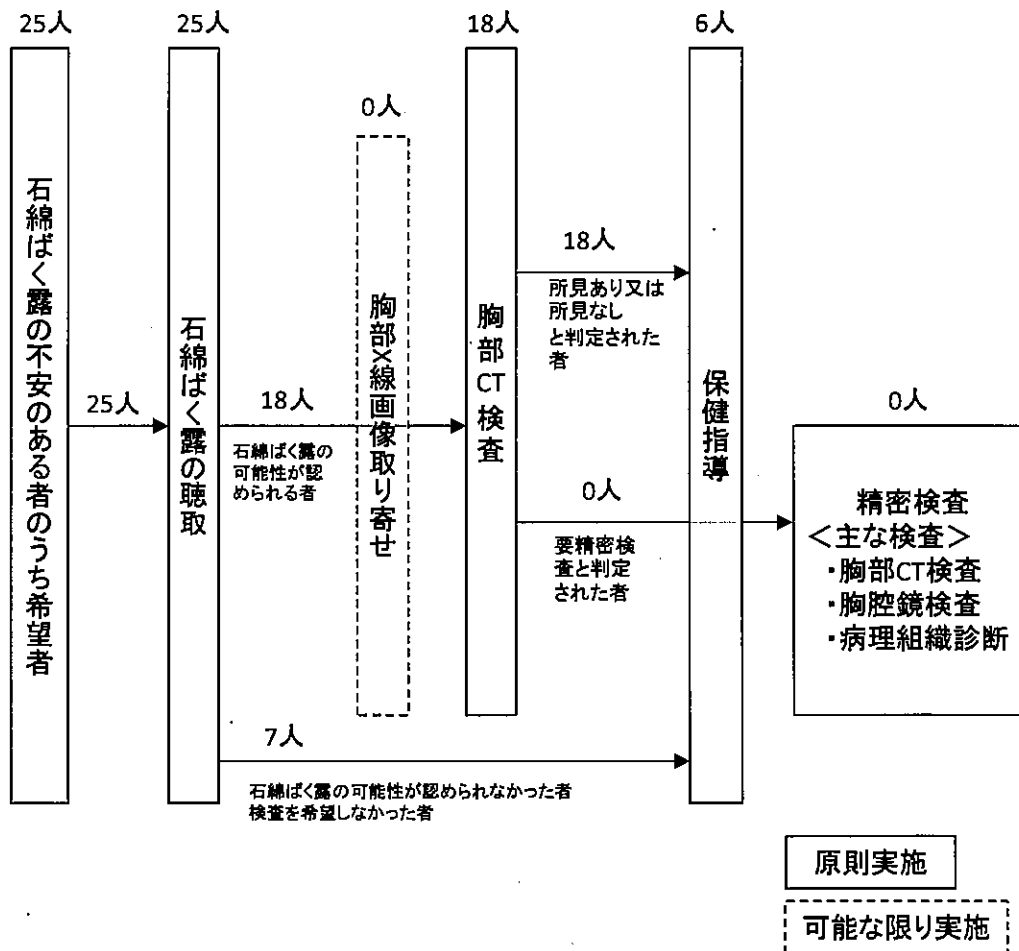 25人
25人
18人
6人
0人
石綿ばく露の不安のある者のうち希望者
25人
石綿ばく露の聴取
18人
石綿ばく露の
可能性が認
められる者
胸部X線画像取り寄せ
胸部CT検査
18人
所見あり又は
所見なし
と判定された
者
0人
要精密検
査と判定
された者
保健指導
0人
精密検査
<主な検査>
・胸部CT検査
・胸腔鏡検査
・病理組織診断
7人
石綿ばく露の可能性が認められなかった者
検査を希望しなかった者
原則実施
可能な限り実施